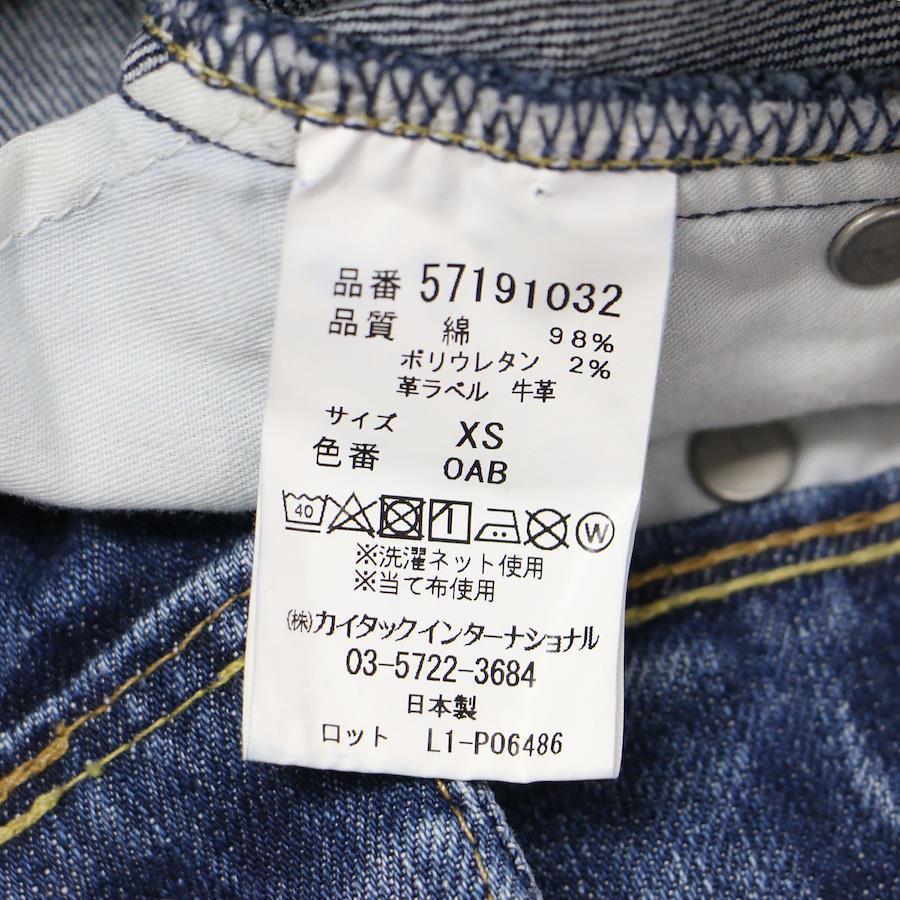 品番 57191032
品質 綿 98%
ポリウレタン 2%
革ラベル 牛革
サイズ XS
色番 0AB
40 W
※洗濯ネット使用
※当て布使用
㈱カイタックインターナショナル
03-5722-3684
日本製
ロット L1-P06486